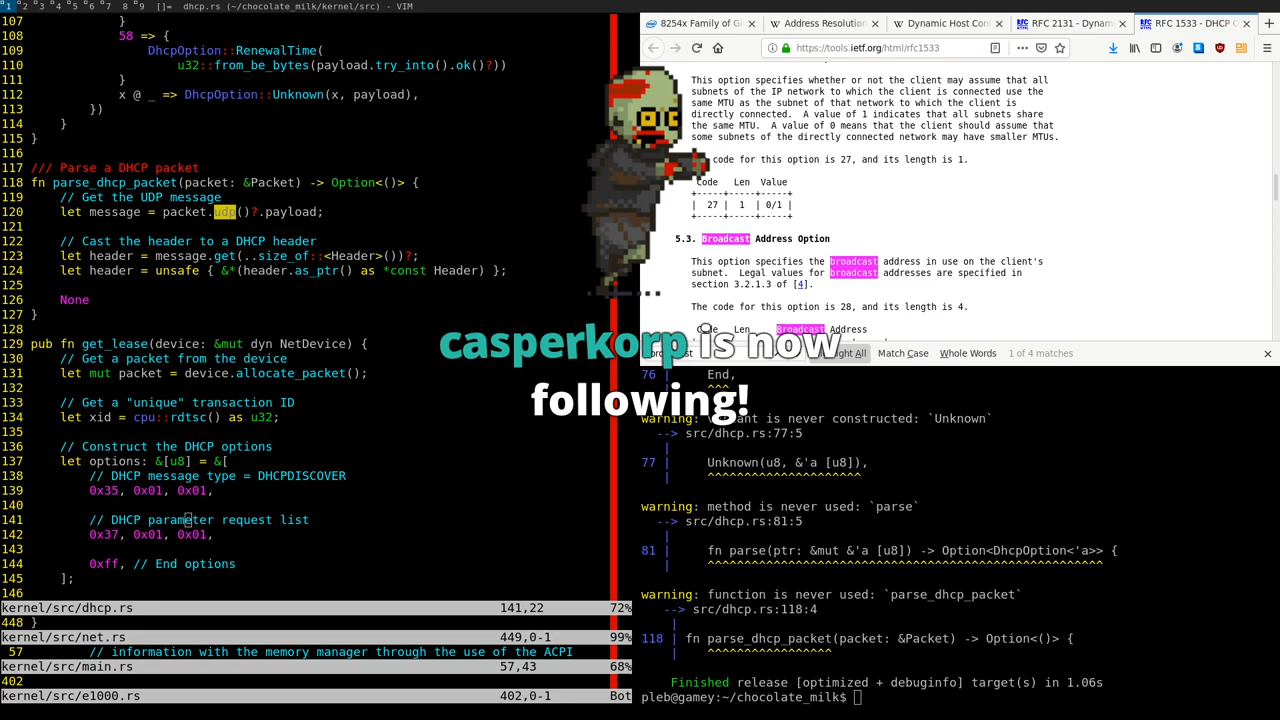 1 2 3 4 5 6 7 8 9 []= dhcp.rs (~/chocolate_milk/kernel/src) - VIM
107 }
108 58 => {
109 DhcpOption::RenewalTime(
110 u32::from_be_bytes(payload.try_into().ok()?))
111 }
112 x @ _ => DhcpOption::Unknown(x, payload),
113 })
114 }
115 }
116
117 /// Parse a DHCP packet
118 fn parse_dhcp_packet(packet: &Packet) -> Option<()> {
119 // Get the UDP message
120 let message = packet.udp()?.payload;
121
122 // Cast the header to a DHCP header
123 let header = message.get(..size_of::<Header>())?;
124 let header = unsafe { &*(header.as_ptr() as *const Header) };
125
126 None
127 }
128
129 pub fn get_lease(device: &mut dyn NetDevice) {
130 // Get a packet from the device
131 let mut packet = device.allocate_packet();
132
133 // Get a "unique" transaction ID
134 let xid = cpu::rdtsc() as u32;
135
136 // Construct the DHCP options
137 let options: &[u8] = &[
138 // DHCP message type = DHCPDISCOVER
139 0x35, 0x01, 0x01,
140
141 // DHCP parameter request list
142 0x37, 0x01, 0x01,
143
144 0xff, // End options
145 ];
146
kernel/src/dhcp.rs 141,22 72%
448 }
kernel/src/net.rs 449,0-1 99%
57 // information with the memory manager through the use of the ACPI
kernel/src/main.rs 57,43 68%
402
kernel/src/e1000.rs 402,0-1 Bot
8254x Family of Gi
Address Resolution
Dynamic Host Conf
RFC 2131 - Dynam
RFC 1533 - DHCP O
https://tools.ietf.org/html/rfc1533
This option specifies whether or not the client may assume that all
subnets of the IP network to which the client is connected use the
same MTU as the subnet of that network to which the client is
directly connected. A value of 1 indicates that all subnets share
the same MTU. A value of 0 means that the client should assume that
some subnets of the directly connected network may have smaller MTUs.
code for this option is 27, and its length is 1.
Code Len Value
+-----+-----+-----+
| 27 | 1 | 0/1 |
+-----+-----+-----+
5.3. Broadcast Address Option
This option specifies the broadcast address in use on the client's
subnet. Legal values for broadcast addresses are specified in
section 3.2.1.3 of [4].
The code for this option is 28, and its length is 4.
Code Len Broadcast Address
Match Case Whole Words 1 of 4 matches
casperkorp is now
following!
76 | End,
| ^^^
warning: variant is never constructed: `Unknown`
--> src/dhcp.rs:77:5
|
77 | Unknown(u8, &'a [u8]),
| ^^^^^^^^^^^^^^^^^^^^^
warning: method is never used: `parse`
--> src/dhcp.rs:81:5
|
81 | fn parse(ptr: &mut &'a [u8]) -> Option<DhcpOption<'a>> {
| ^^^^^^^^^^^^^^^^^^^^^^^^^^^^^^^^^^^^^^^^^^^^^^^^^^^^^^
warning: function is never used: `parse_dhcp_packet`
--> src/dhcp.rs:118:4
|
118 | fn parse_dhcp_packet(packet: &Packet) -> Option<()> {
| ^^^^^^^^^^^^^^^^^
Finished release [optimized + debuginfo] target(s) in 1.06s
pleb@gamey:~/chocolate_milk$